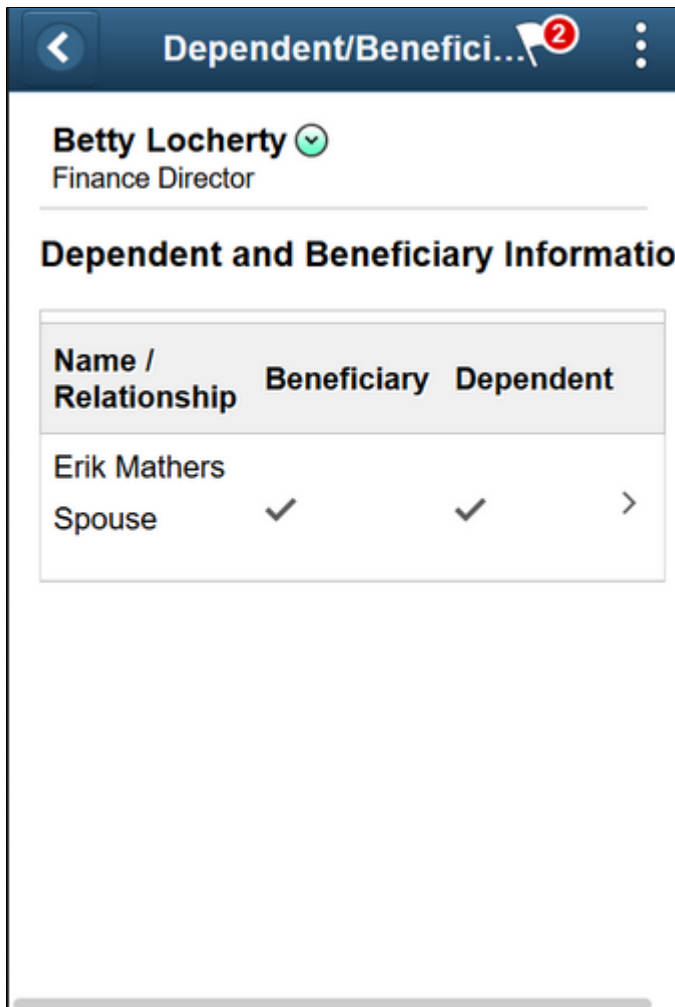 Dependent/Benefici...
2
Betty Locherty
Finance Director
Dependent and Beneficiary Informatio
Name /
Relationship
Beneficiary
Dependent
Erik Mathers
Spouse